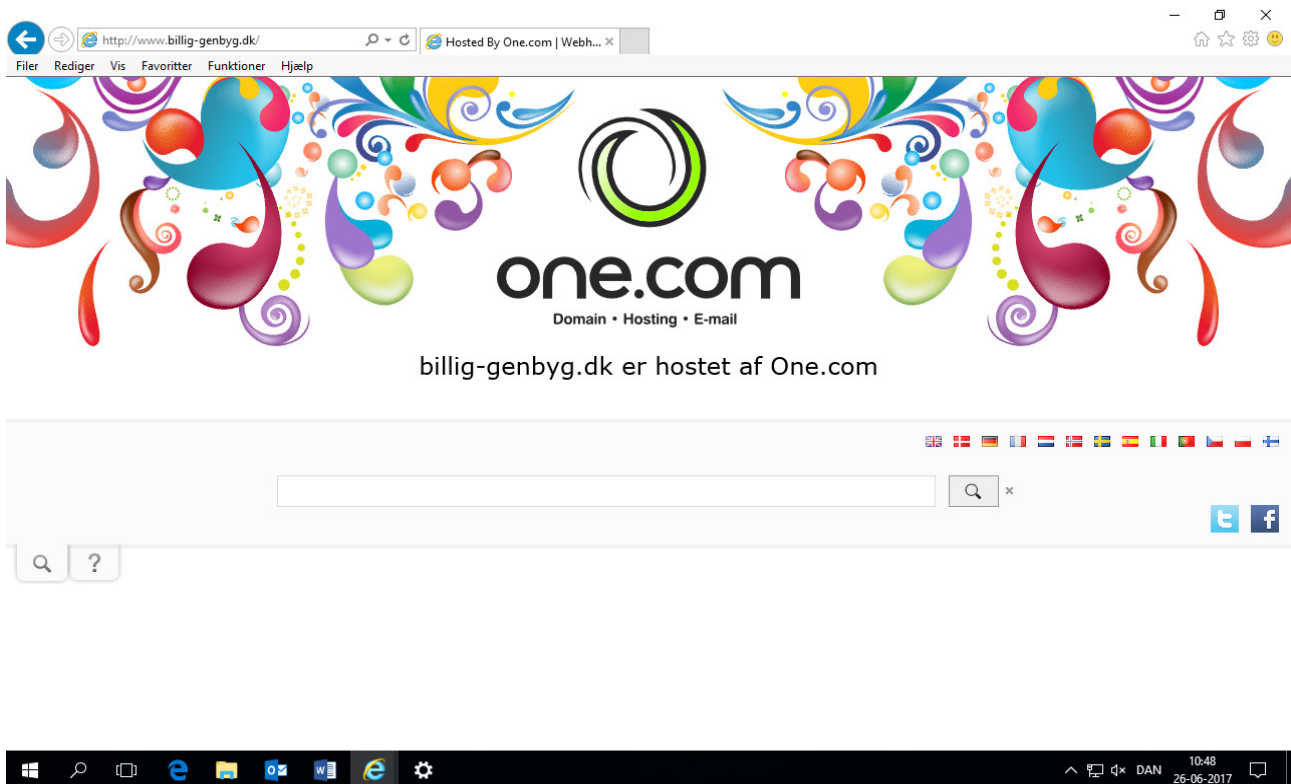 http://www.billig-genbyg.dk/
Hosted By One.com | Webh...
Filer Rediger Vis Favoritter Funktioner Hjælp
one.com
Domain • Hosting • E-mail
billig-genbyg.dk er hostet af One.com
?
DAN
10:48
26-06-2017